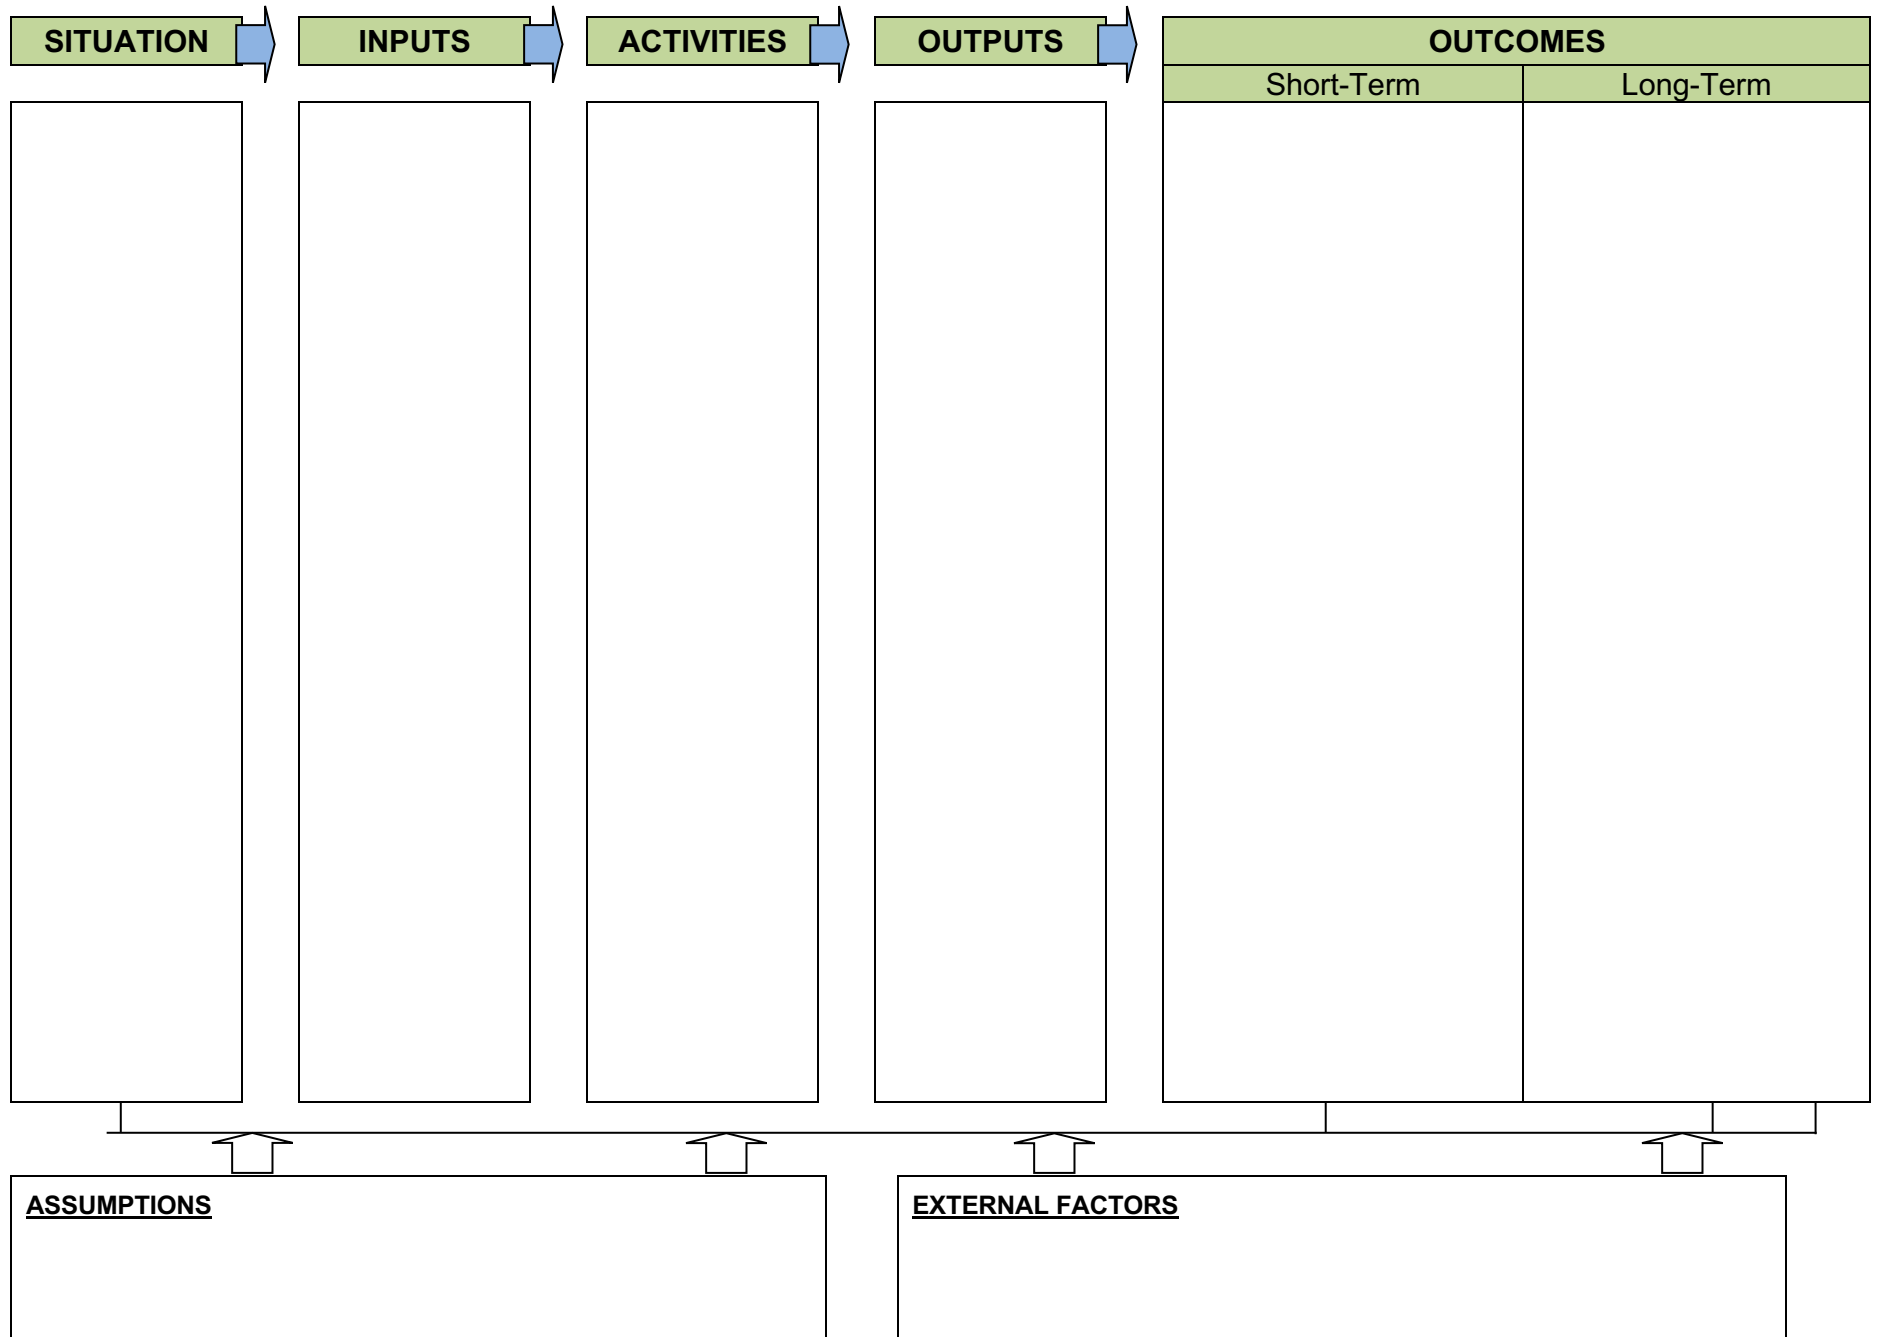 SITUATION
INPUTS
ACTIVITIES
OUTPUTS
OUTCOMES
Short-Term
Long-Term
ASSUMPTIONS
EXTERNAL FACTORS